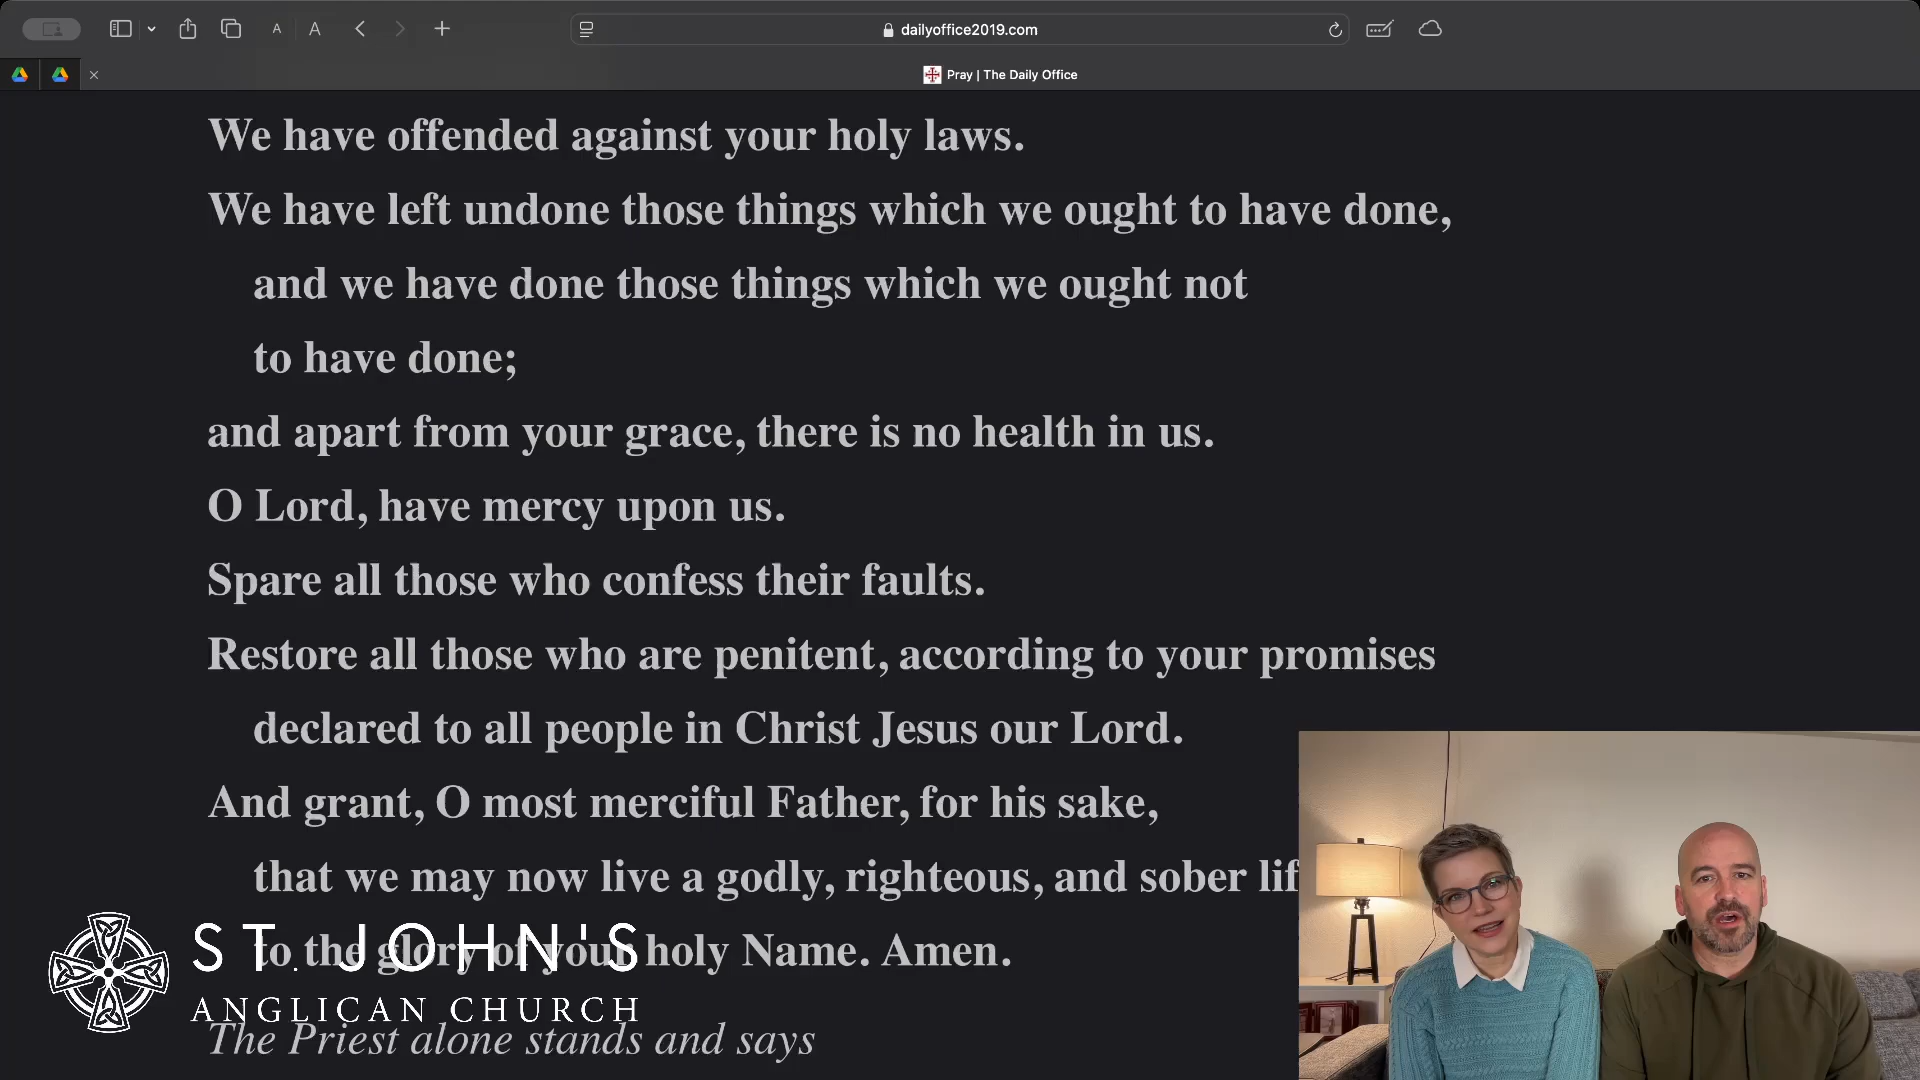 A A
dailyoffice2019.com
Pray | The Daily Office
We have offended against your holy laws.
We have left undone those things which we ought to have done,
and we have done those things which we ought not
to have done;
and apart from your grace, there is no health in us.
O Lord, have mercy upon us.
Spare all those who confess their faults.
Restore all those who are penitent, according to your promises
declared to all people in Christ Jesus our Lord.
And grant, O most merciful Father, for his sake,
that we may now live a godly, righteous, and sober lif
to the glory of your holy Name. Amen.
ST. JOHN'S
ANGLICAN CHURCH
The Priest alone stands and says